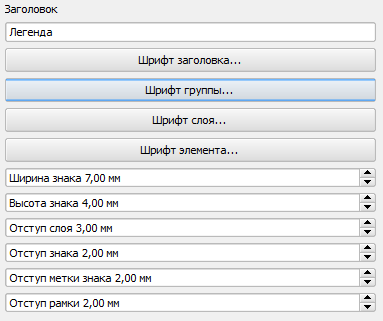 Заголовок
Легенда
Шрифт заголовка...
Шрифт группы...
Шрифт слоя...
Шрифт элемента...
Ширина знака 7,00 мм
Высота знака 4,00 мм
Отступ слоя 3,00 мм
Отступ знака 2,00 мм
Отступ метки знака 2,00 мм
Отступ рамки 2,00 мм